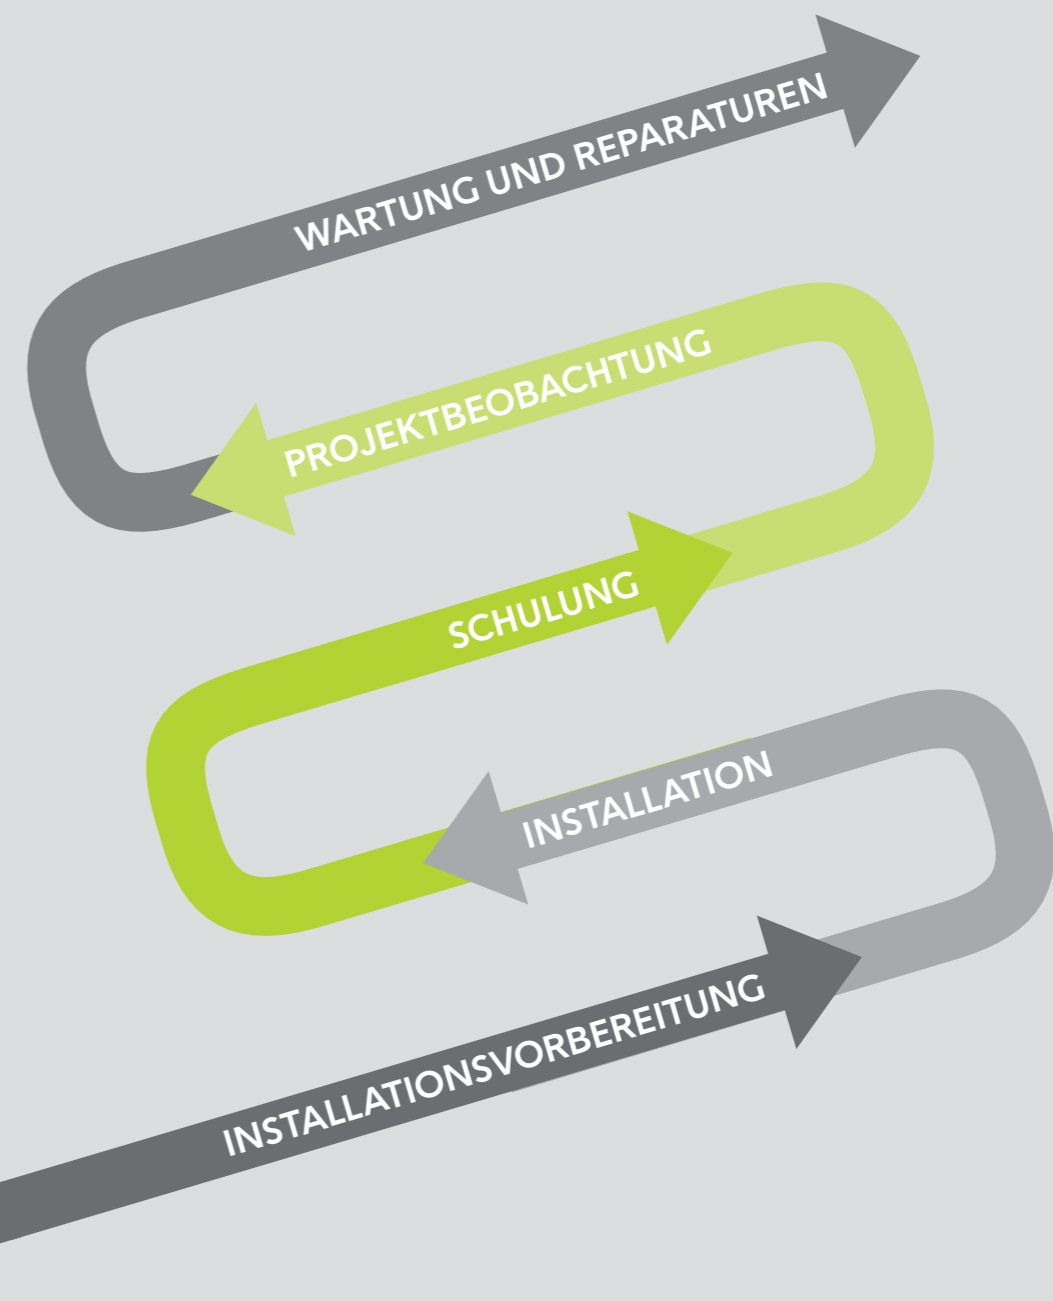 WARTUNG UND REPARATUREN
PROJEKTBEOBACHTUNG
SCHULUNG
INSTALLATION
INSTALLATIONSVORBEREITUNG